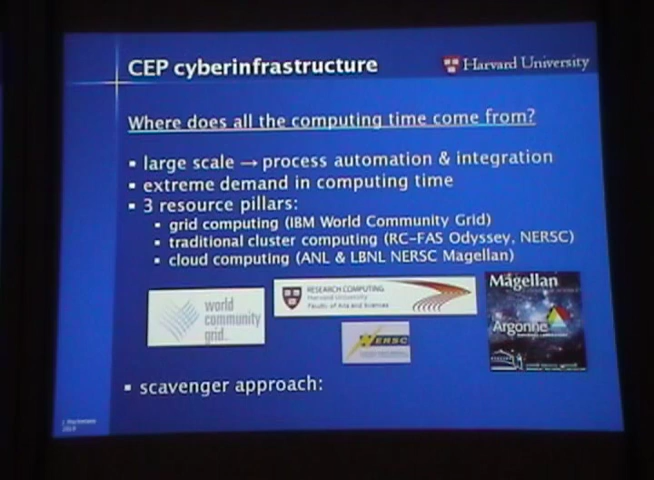 CEP cyberinfrastructure
Harvard University
Where does all the computing time come from?
▪ large scale → process automation & integration
▪ extreme demand in computing time
▪ 3 resource pillars:
▪ grid computing (IBM World Community Grid)
▪ traditional cluster computing (RC-FAS Odyssey, NERSC)
▪ cloud computing (ANL & LBNL NERSC Magellan)
world
community
grid.
RESEARCH COMPUTING
Harvard University
Faculty of Arts and Sciences
NERSC
Magellan
Argonne
▪ scavenger approach: